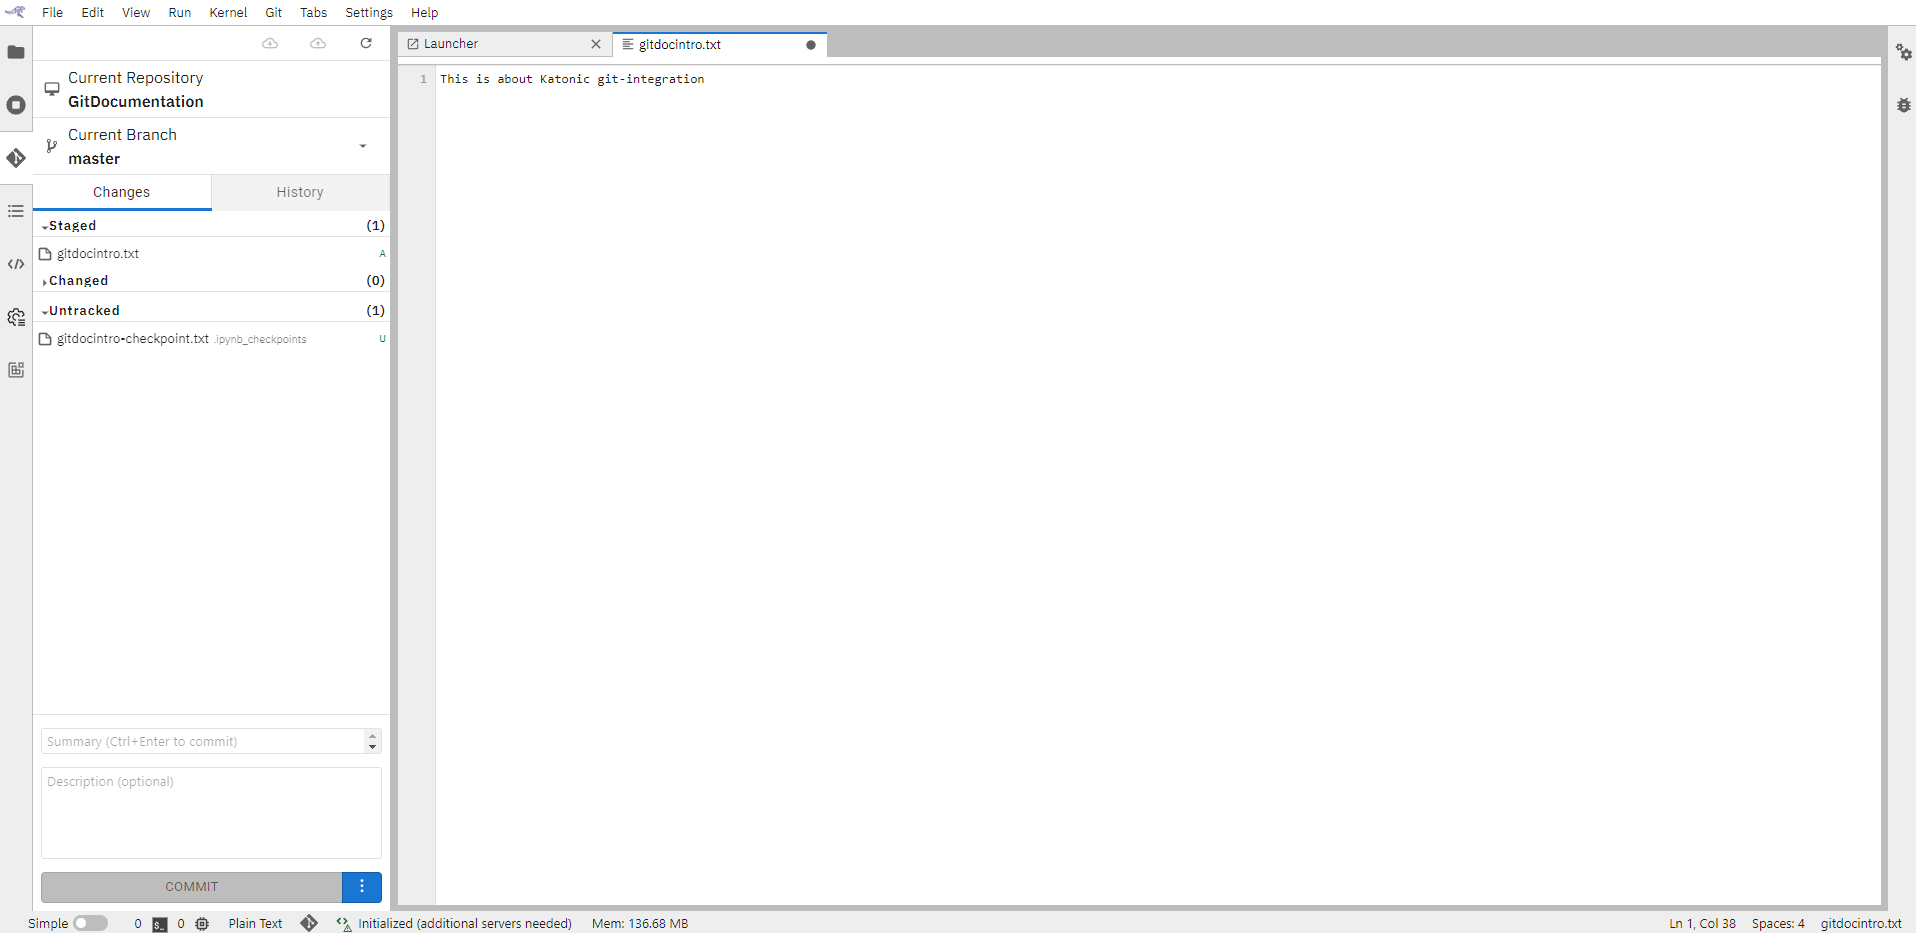 File Edit View Run Kernel Git Tabs Settings Help
Current Repository
GitDocumentation
Current Branch
master
Changes History
Staged (1)
gitdocintro.txt A
Changed (0)
Untracked (1)
gitdocintro-checkpoint.txt .ipynb_checkpoints U
Summary (Ctrl+Enter to commit)
Description (optional)
COMMIT
Launcher gitdocintro.txt
1 This is about Katonic git-integration
Simple 0 $_ 0 Plain Text Initialized (additional servers needed) Mem: 136.68 MB Ln 1, Col 38 Spaces: 4 gitdocintro.txt